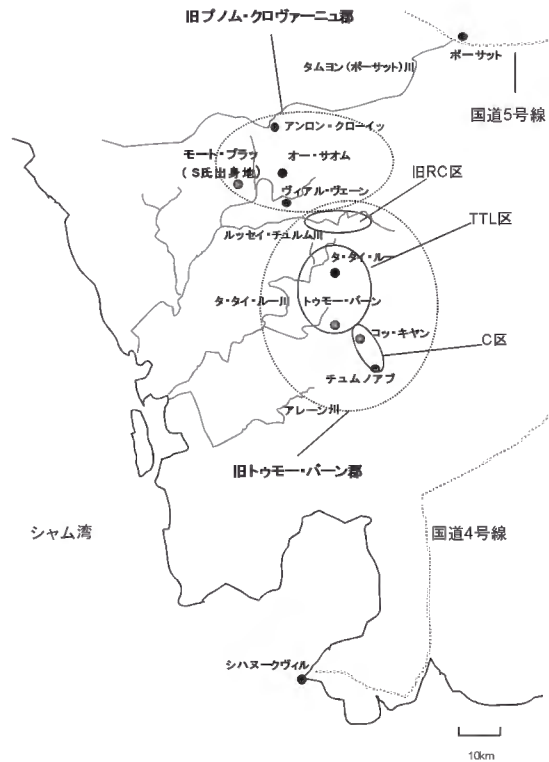 旧プノム・クロヴァーニュ郡
ポーサット
タムヨン(ポーサット)川
国道5号線
アンロン・クローイッ
モート・プラッ
(S氏出身地)
オー・サオム
旧RC区
ヴィアル・ヴェーン
TTL区
ルッセイ・チュルム川
タ・タイ・ルー
タ・タイ・ルー川
トゥモー・バーン
コッ・キヤン
C区
チュムノアプ
アレーン川
旧トゥモー・バーン郡
シャム湾
国道4号線
シハヌークヴィル
10km